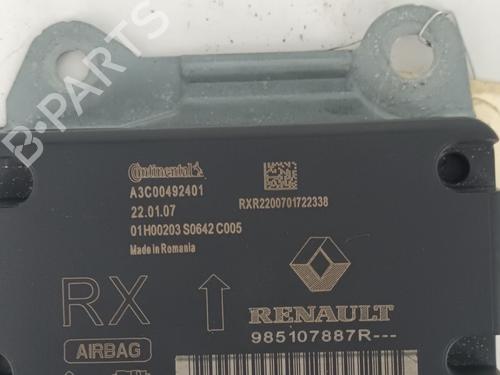 B-PARTS
Continental
A3C00492401
22.01.07
01H00203 S0642 C005
Made in Romania
RXR2200701722338
RX
AIRBAG
RENAULT
985107887R---